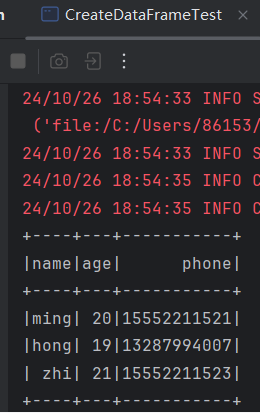 CreateDataFrameTest
24/10/26 18:54:33 INFO S
('file:/C:/Users/86153/
24/10/26 18:54:33 INFO S
24/10/26 18:54:35 INFO C
24/10/26 18:54:35 INFO C
+----+---+-----------+
|name|age|      phone|
+----+---+-----------+
|ming| 20|15552211521|
|hong| 19|13287994007|
| zhi| 21|15552211523|
+----+---+-----------+